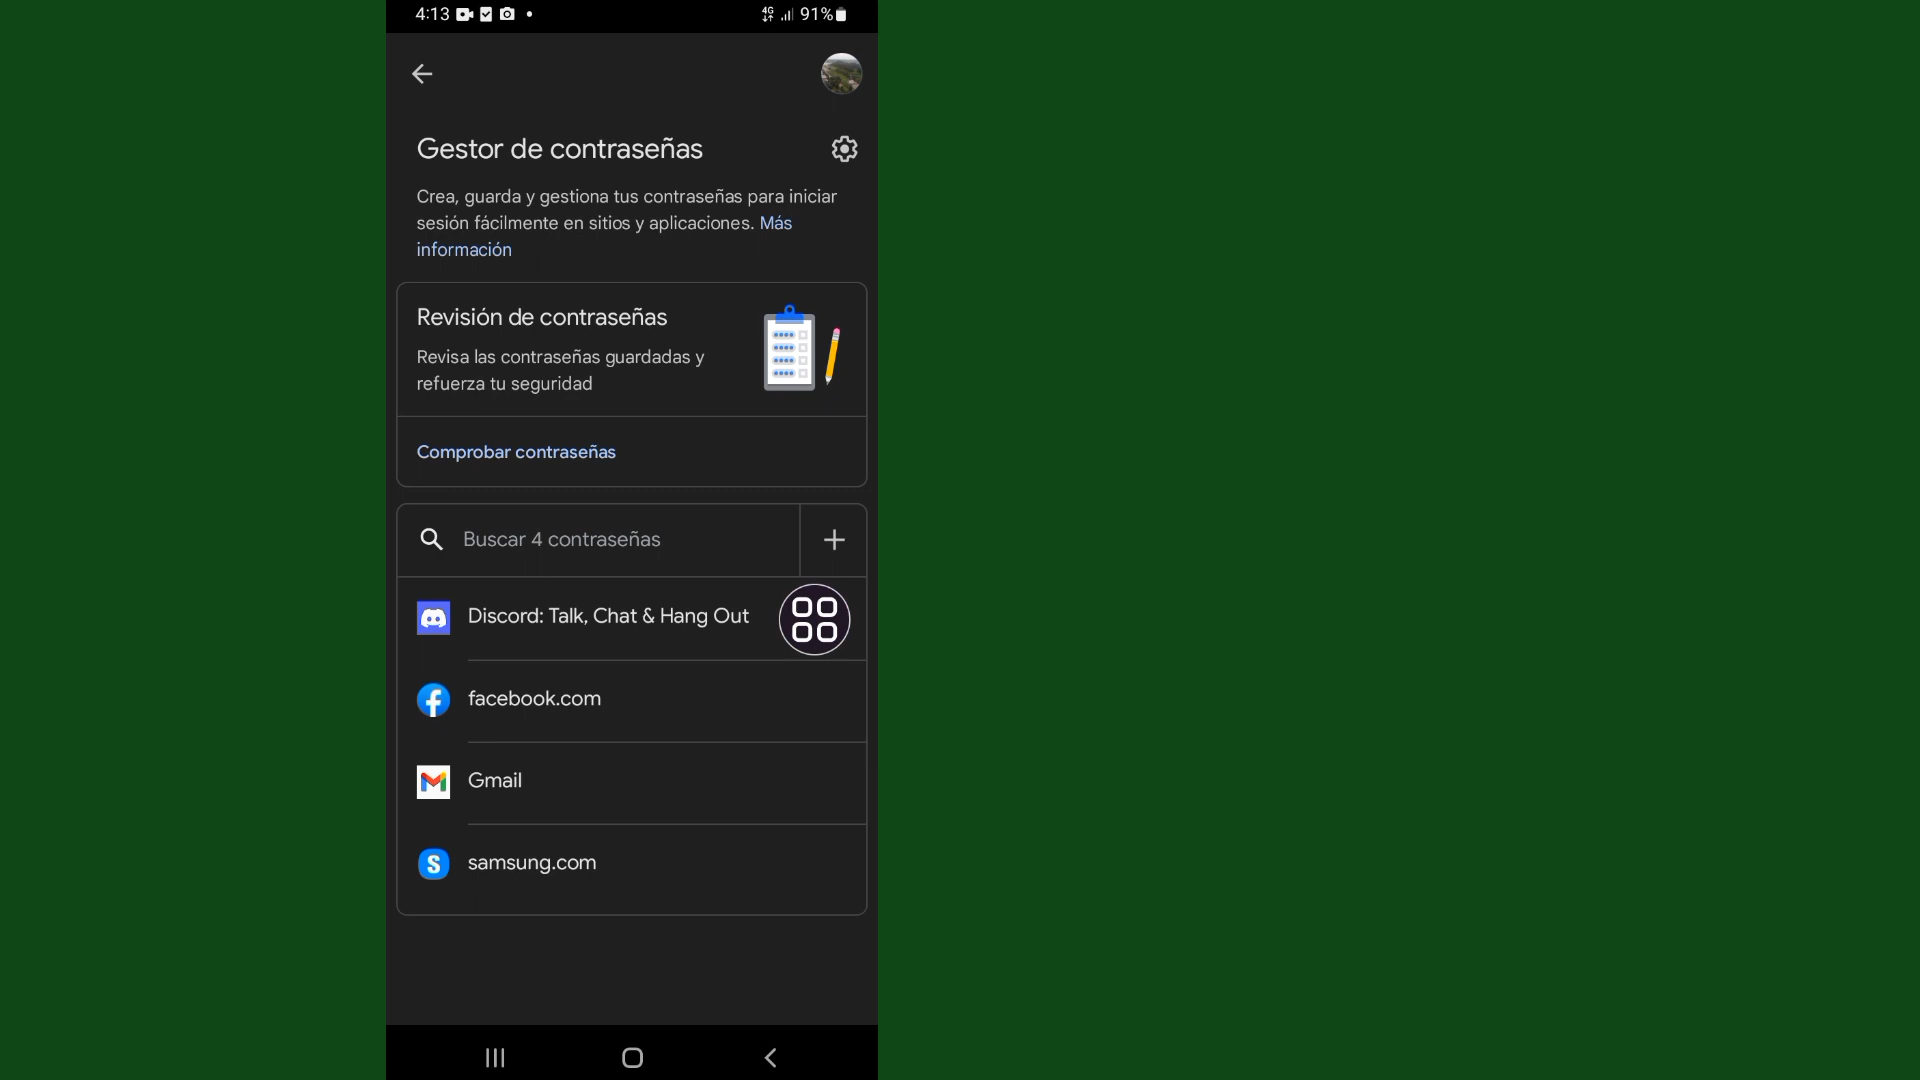 4:13
4G 91%
Gestor de contraseñas
Crea, guarda y gestiona tus contraseñas para iniciar
sesión fácilmente en sitios y aplicaciones. Más
información
Revisión de contraseñas
Revisa las contraseñas guardadas y
refuerza tu seguridad
Comprobar contraseñas
Buscar 4 contraseñas
Discord: Talk, Chat & Hang Out
facebook.com
Gmail
S samsung.com